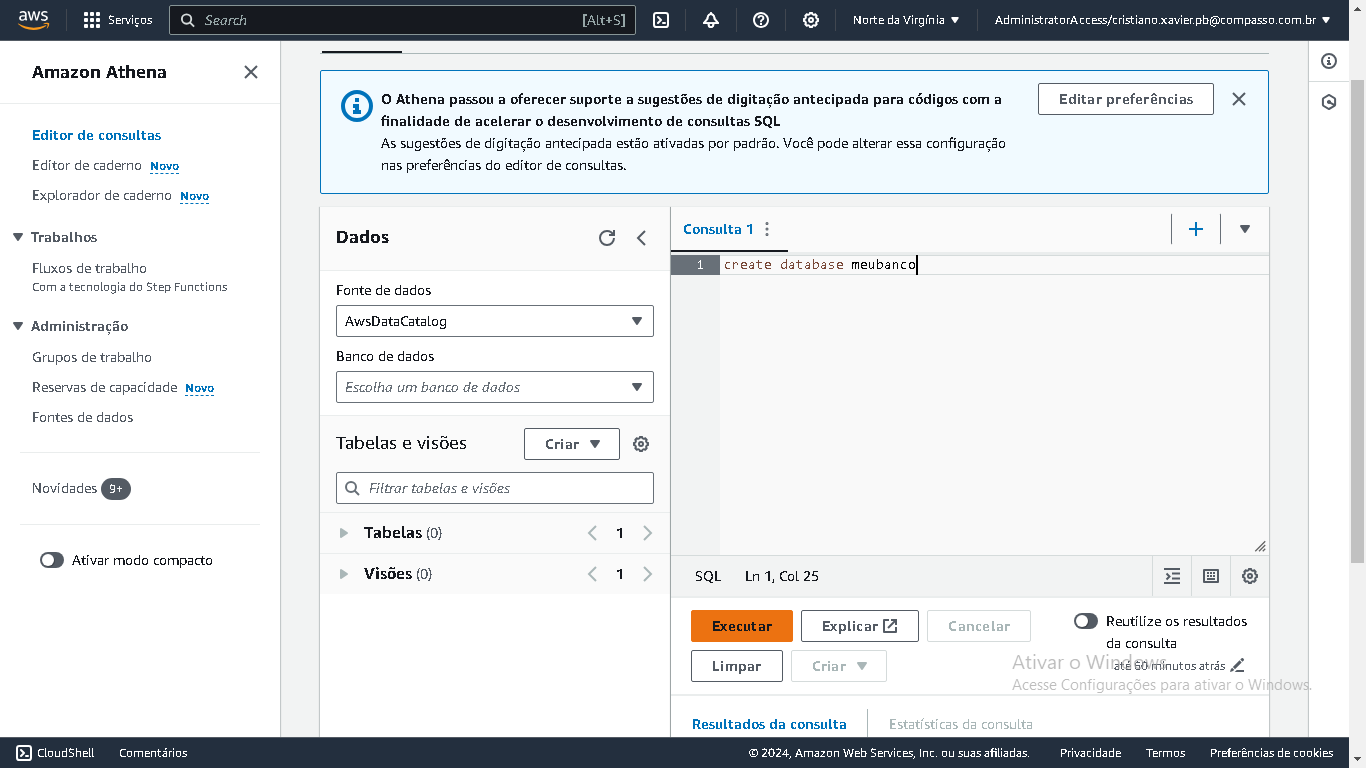 aws
Serviços
Search
[Alt+S]
Norte da Virgínia
AdministratorAccess/cristiano.xavier.pb@compasso.com.br
Amazon Athena
Editor de consultas
Editor de caderno Novo
Explorador de caderno Novo
Trabalhos
Fluxos de trabalho
Com a tecnologia do Step Functions
Administração
Grupos de trabalho
Reservas de capacidade Novo
Fontes de dados
Novidades 9+
Ativar modo compacto
O Athena passou a oferecer suporte a sugestões de digitação antecipada para códigos com a
finalidade de acelerar o desenvolvimento de consultas SQL
As sugestões de digitação antecipada estão ativadas por padrão. Você pode alterar essa configuração
nas preferências do editor de consultas.
Editar preferências
Dados
Fonte de dados
AwsDataCatalog
Banco de dados
Escolha um banco de dados
Tabelas e visões
Criar
Filtrar tabelas e visões
Tabelas (0)
1
Visões (0)
1
Consulta 1
1 create database meubanco
SQL Ln 1, Col 25
Executar
Explicar
Cancelar
Limpar
Criar
Reutilize os resultados
da consulta
até 60 minutos atrás
Ativar o Windows
Acesse Configurações para ativar o Windows.
Resultados da consulta
Estatísticas da consulta
CloudShell
Comentários
© 2024, Amazon Web Services, Inc. ou suas afiliadas.
Privacidade
Termos
Preferências de cookies